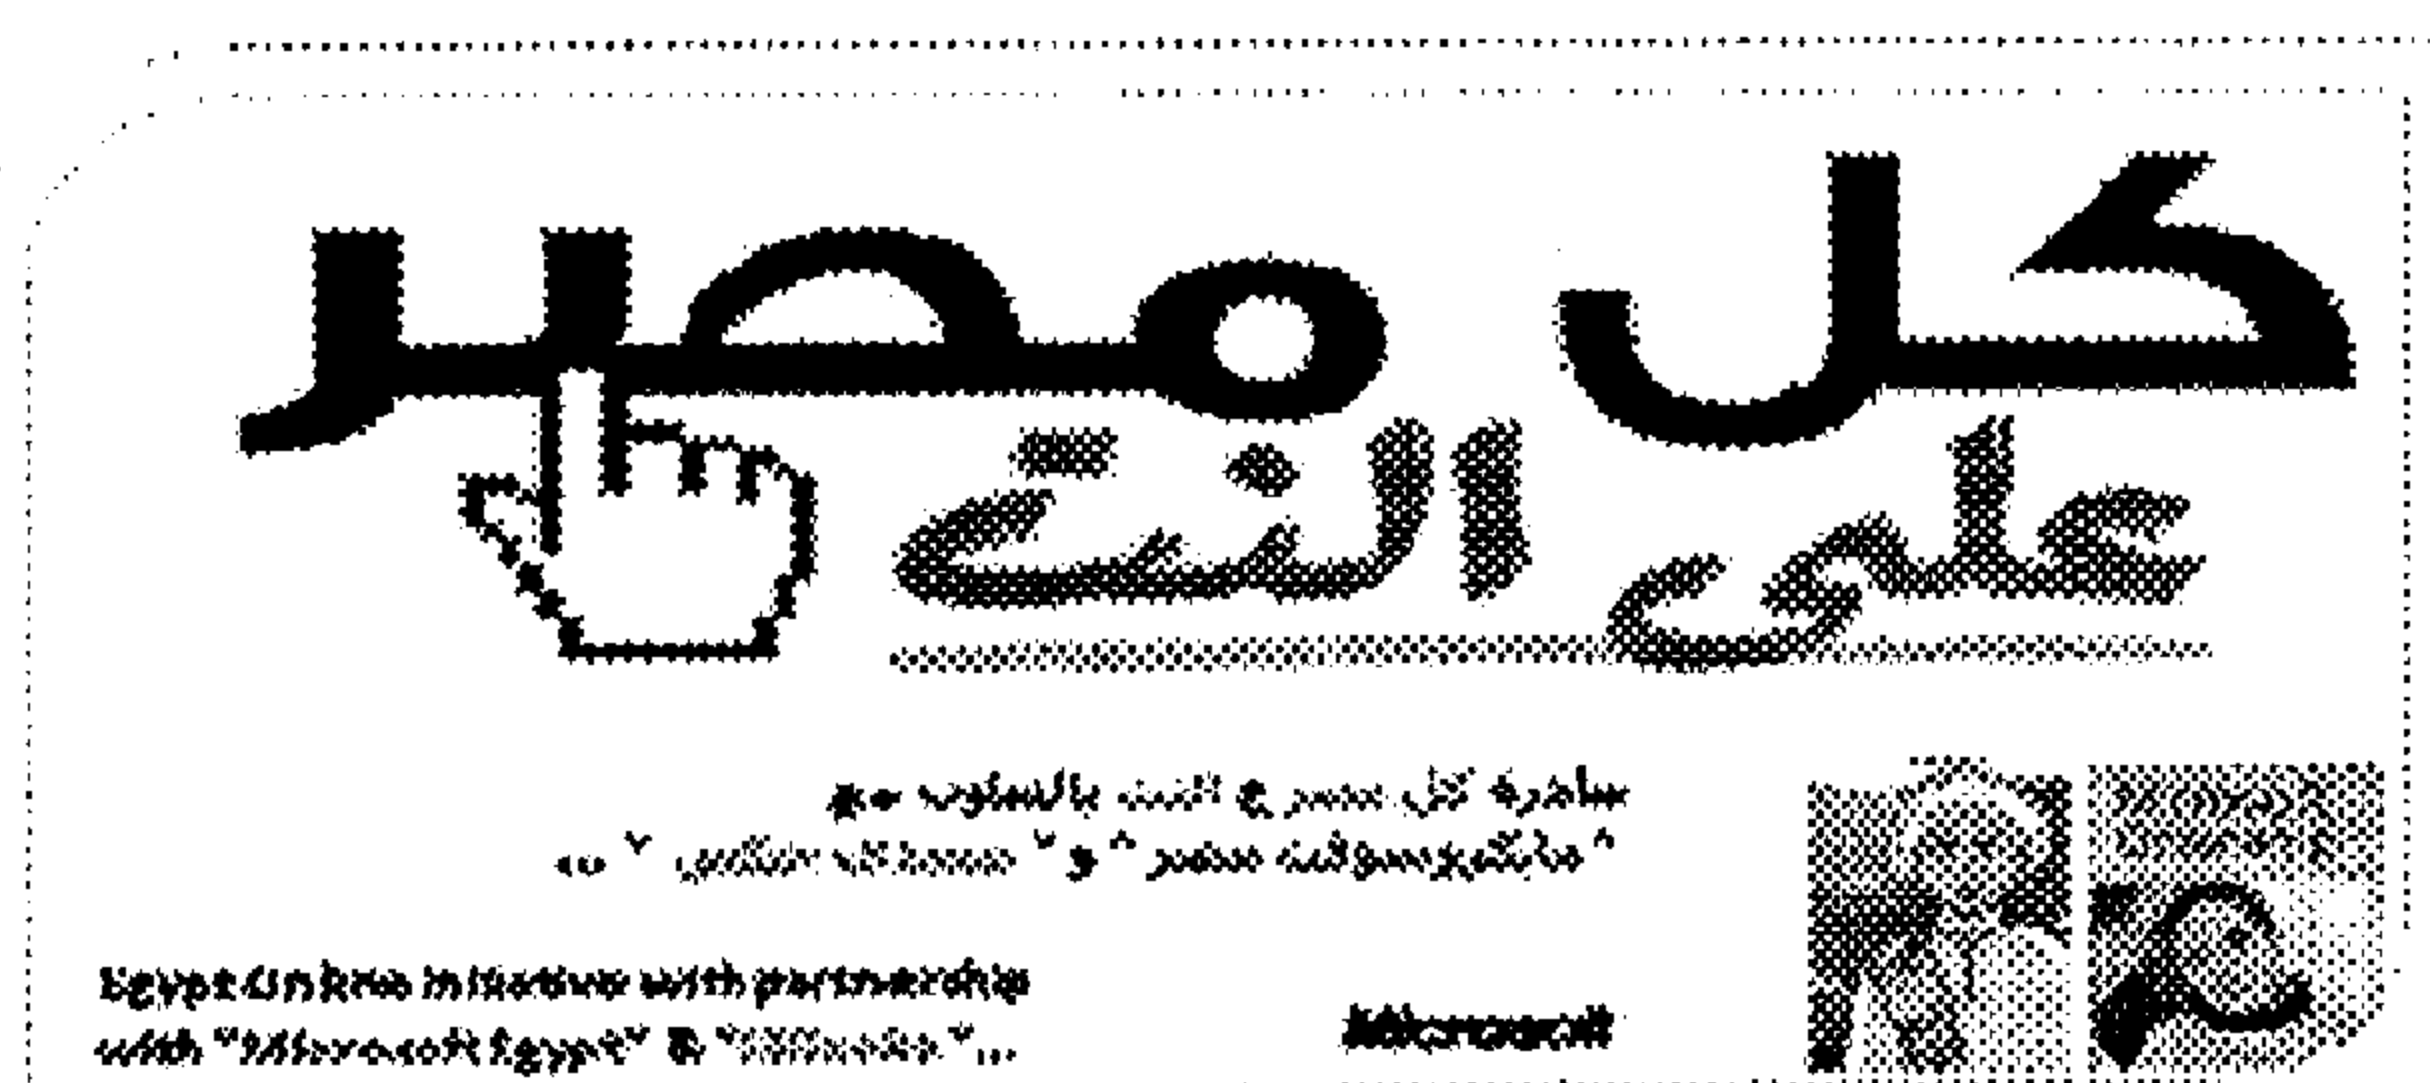 كل مصر
على النت
مبادرة كل مصر ع النت بالتعاون مع
"مايكروسوفت مصر" و" "..
Egypt Links Initiative with partnership
with "Microsoft Egypt" & "...
Microsoft